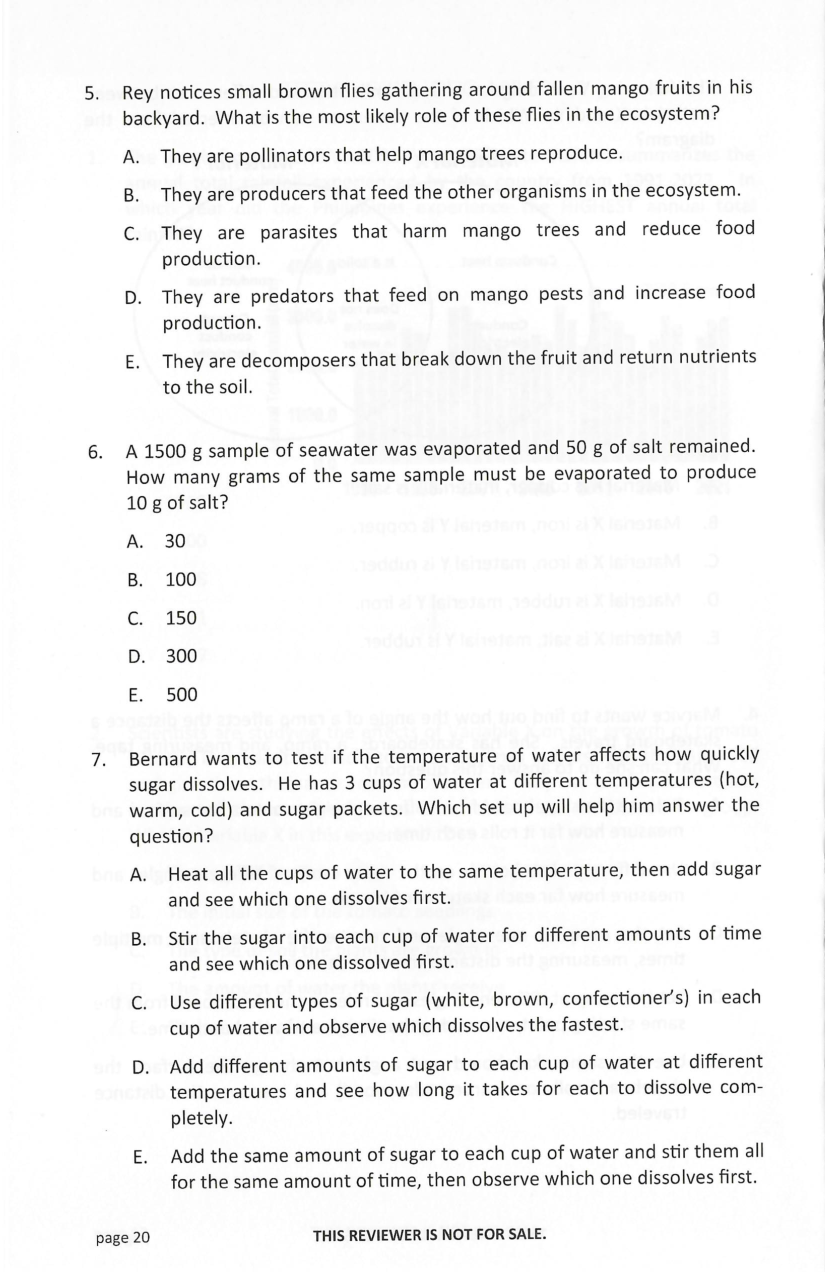 5. Rey notices small brown flies gathering around fallen mango fruits in his
backyard. What is the most likely role of these flies in the ecosystem?
A. They are pollinators that help mango trees reproduce.
B. They are producers that feed the other organisms in the ecosystem.
C. They are parasites that harm mango trees and reduce food
production.
D. They are predators that feed on mango pests and increase food
production.
E. They are decomposers that break down the fruit and return nutrients
to the soil.
6. A 1500 g sample of seawater was evaporated and 50 g of salt remained.
How many grams of the same sample must be evaporated to produce
10 g of salt?
A. 30
B. 100
C. 150
D. 300
E. 500
7. Bernard wants to test if the temperature of water affects how quickly
sugar dissolves. He has 3 cups of water at different temperatures (hot,
warm, cold) and sugar packets. Which set up will help him answer the
question?
A. Heat all the cups of water to the same temperature, then add sugar
and see which one dissolves first.
B. Stir the sugar into each cup of water for different amounts of time
and see which one dissolved first.
C. Use different types of sugar (white, brown, confectioner's) in each
cup of water and observe which dissolves the fastest.
D. Add different amounts of sugar to each cup of water at different
temperatures and see how long it takes for each to dissolve com-
pletely.
E. Add the same amount of sugar to each cup of water and stir them all
for the same amount of time, then observe which one dissolves first.
page 20 THIS REVIEWER IS NOT FOR SALE.